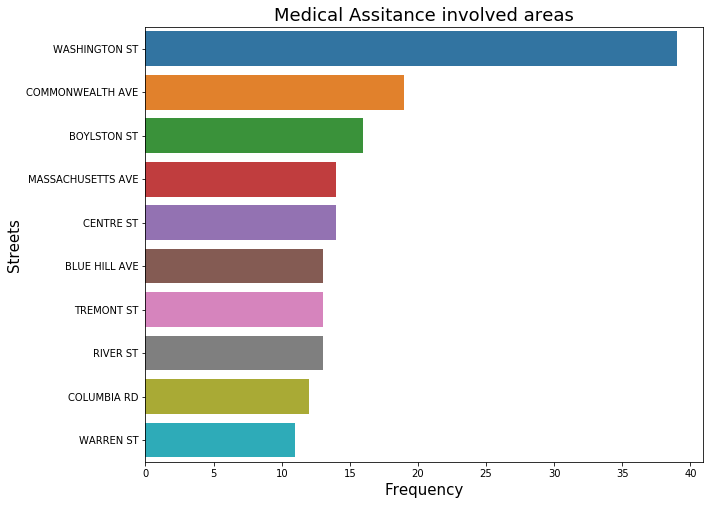 Medical Assitance involved areas
WASHINGTON ST
COMMONWEALTH AVE
BOYLSTON ST
MASSACHUSETTS AVE
CENTRE ST
BLUE HILL AVE
TREMONT ST
RIVER ST
COLUMBIA RD
WARREN ST
Streets
0 5 10 15 20 25 30 35 40
Frequency